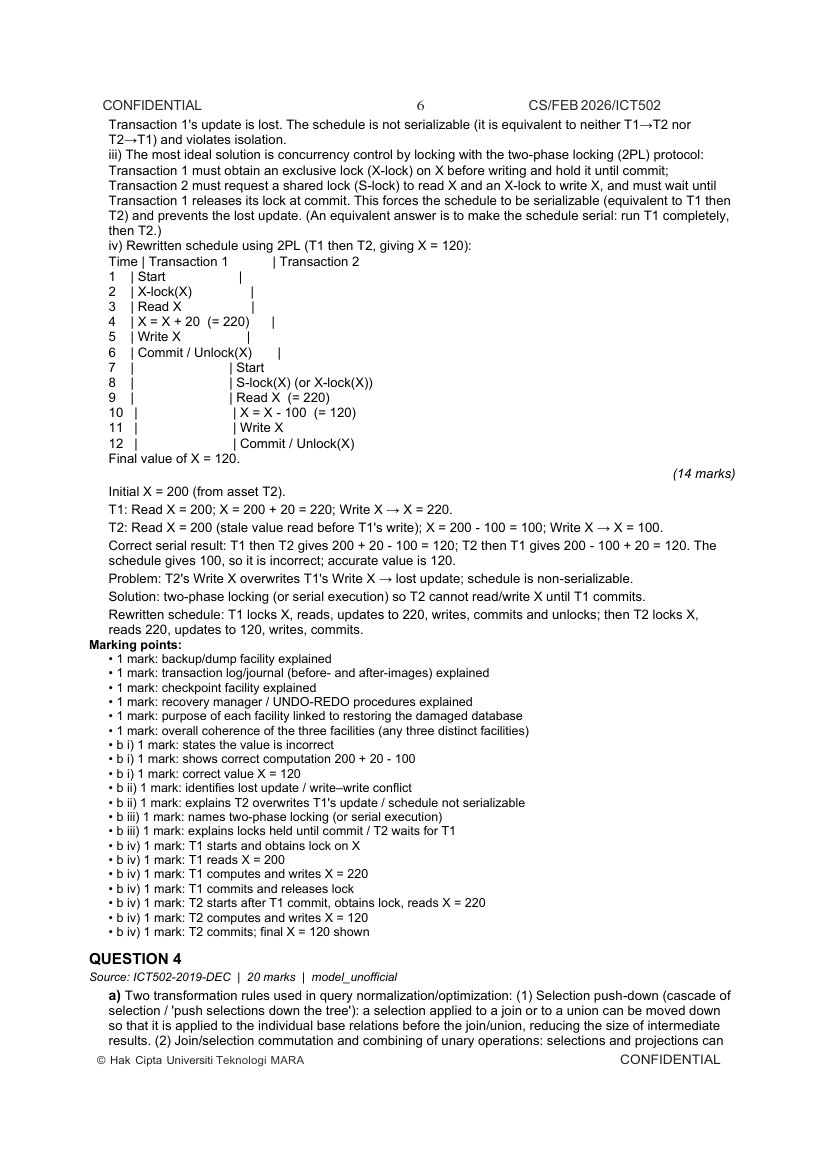 CONFIDENTIAL 6 CS/FEB 2026/ICT502
Transaction 1's update is lost. The schedule is not serializable (it is equivalent to neither T1→T2 nor
T2→T1) and violates isolation.
iii) The most ideal solution is concurrency control by locking with the two-phase locking (2PL) protocol:
Transaction 1 must obtain an exclusive lock (X-lock) on X before writing and hold it until commit;
Transaction 2 must request a shared lock (S-lock) to read X and an X-lock to write X, and must wait until
Transaction 1 releases its lock at commit. This forces the schedule to be serializable (equivalent to T1 then
T2) and prevents the lost update. (An equivalent answer is to make the schedule serial: run T1 completely,
then T2.)
iv) Rewritten schedule using 2PL (T1 then T2, giving X = 120):
Time | Transaction 1 | Transaction 2
1 | Start |
2 | X-lock(X) |
3 | Read X |
4 | X = X + 20 (= 220) |
5 | Write X |
6 | Commit / Unlock(X) |
7 | | Start
8 | | S-lock(X) (or X-lock(X))
9 | | Read X (= 220)
10 | | X = X - 100 (= 120)
11 | | Write X
12 | | Commit / Unlock(X)
Final value of X = 120.
(14 marks)
Initial X = 200 (from asset T2).
T1: Read X = 200; X = 200 + 20 = 220; Write X → X = 220.
T2: Read X = 200 (stale value read before T1's write); X = 200 - 100 = 100; Write X → X = 100.
Correct serial result: T1 then T2 gives 200 + 20 - 100 = 120; T2 then T1 gives 200 - 100 + 20 = 120. The
schedule gives 100, so it is incorrect; accurate value is 120.
Problem: T2's Write X overwrites T1's Write X → lost update; schedule is non-serializable.
Solution: two-phase locking (or serial execution) so T2 cannot read/write X until T1 commits.
Rewritten schedule: T1 locks X, reads, updates to 220, writes, commits and unlocks; then T2 locks X,
reads 220, updates to 120, writes, commits.
Marking points:
• 1 mark: backup/dump facility explained
• 1 mark: transaction log/journal (before- and after-images) explained
• 1 mark: checkpoint facility explained
• 1 mark: recovery manager / UNDO-REDO procedures explained
• 1 mark: purpose of each facility linked to restoring the damaged database
• 1 mark: overall coherence of the three facilities (any three distinct facilities)
• b i) 1 mark: states the value is incorrect
• b i) 1 mark: shows correct computation 200 + 20 - 100
• b i) 1 mark: correct value X = 120
• b ii) 1 mark: identifies lost update / write–write conflict
• b ii) 1 mark: explains T2 overwrites T1's update / schedule not serializable
• b iii) 1 mark: names two-phase locking (or serial execution)
• b iii) 1 mark: explains locks held until commit / T2 waits for T1
• b iv) 1 mark: T1 starts and obtains lock on X
• b iv) 1 mark: T1 reads X = 200
• b iv) 1 mark: T1 computes and writes X = 220
• b iv) 1 mark: T1 commits and releases lock
• b iv) 1 mark: T2 starts after T1 commit, obtains lock, reads X = 220
• b iv) 1 mark: T2 computes and writes X = 120
• b iv) 1 mark: T2 commits; final X = 120 shown
QUESTION 4
Source: ICT502-2019-DEC | 20 marks | model_unofficial
a) Two transformation rules used in query normalization/optimization: (1) Selection push-down (cascade of
selection / 'push selections down the tree'): a selection applied to a join or to a union can be moved down
so that it is applied to the individual base relations before the join/union, reducing the size of intermediate
results. (2) Join/selection commutation and combining of unary operations: selections and projections can
© Hak Cipta Universiti Teknologi MARA CONFIDENTIAL